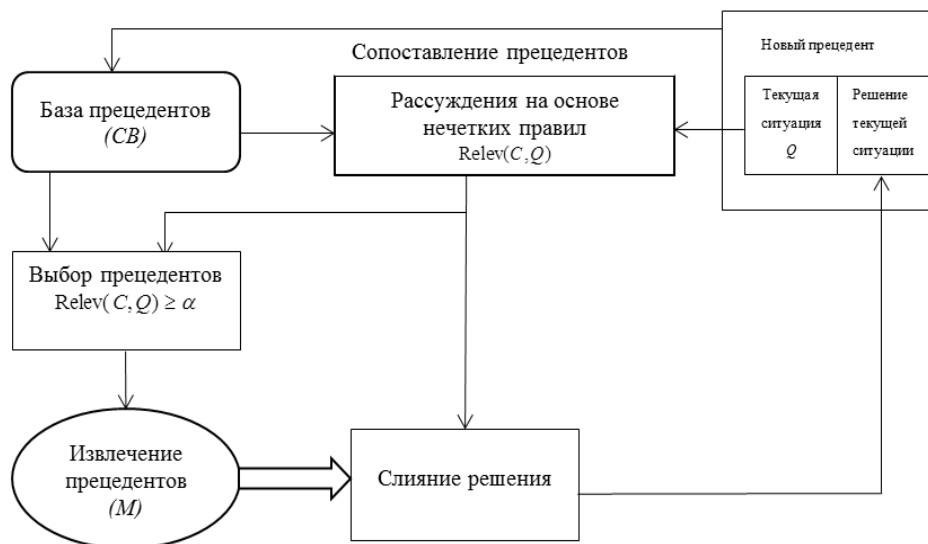 Сопоставление прецедентов
Новый прецедент
База прецедентов
(CB)
Рассуждения на основе
нечетких правил
Relev(C,Q)
Текущая
ситуация
Q
Решение
текущей
ситуации
Выбор прецедентов
Relev(C,Q) ≥ α
Извлечение
прецедентов
(M)
Слияние решения